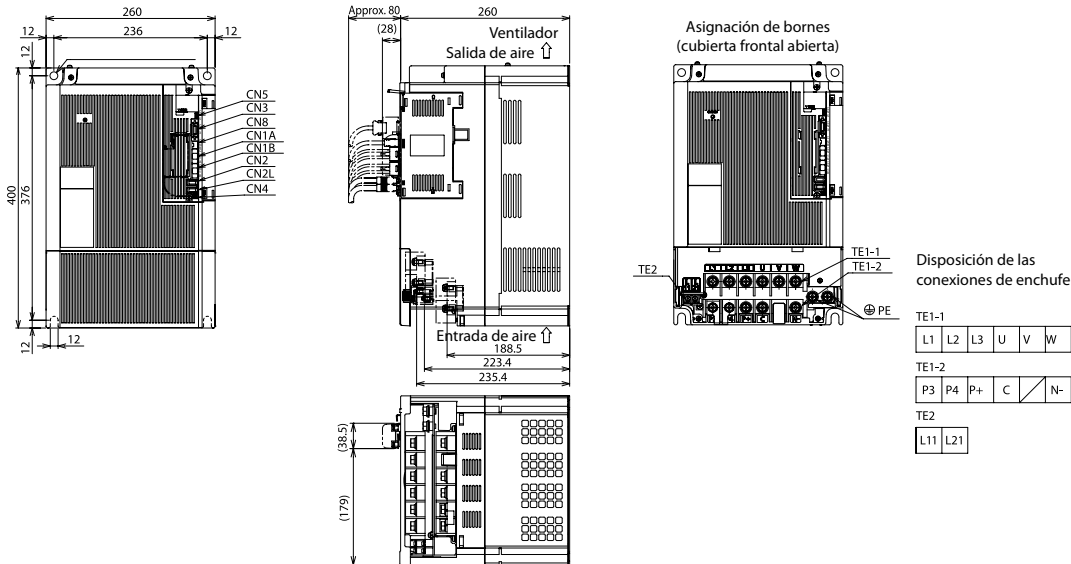 260
12
236
12
12
400
376
12
12
CN5
CN3
CN8
CN1A
CN1B
CN2
CN2L
CN4
Approx. 80
260
(28)
Ventilador
Salida de aire
Entrada de aire
188.5
223.4
235.4
(38.5)
(179)
Asignación de bornes
(cubierta frontal abierta)
TE2
TE1-1
TE1-2
PE
Disposición de las
conexiones de enchufe
TE1-1
L1 L2 L3 U V W
TE1-2
P3 P4 P+ C N-
TE2
L11 L21